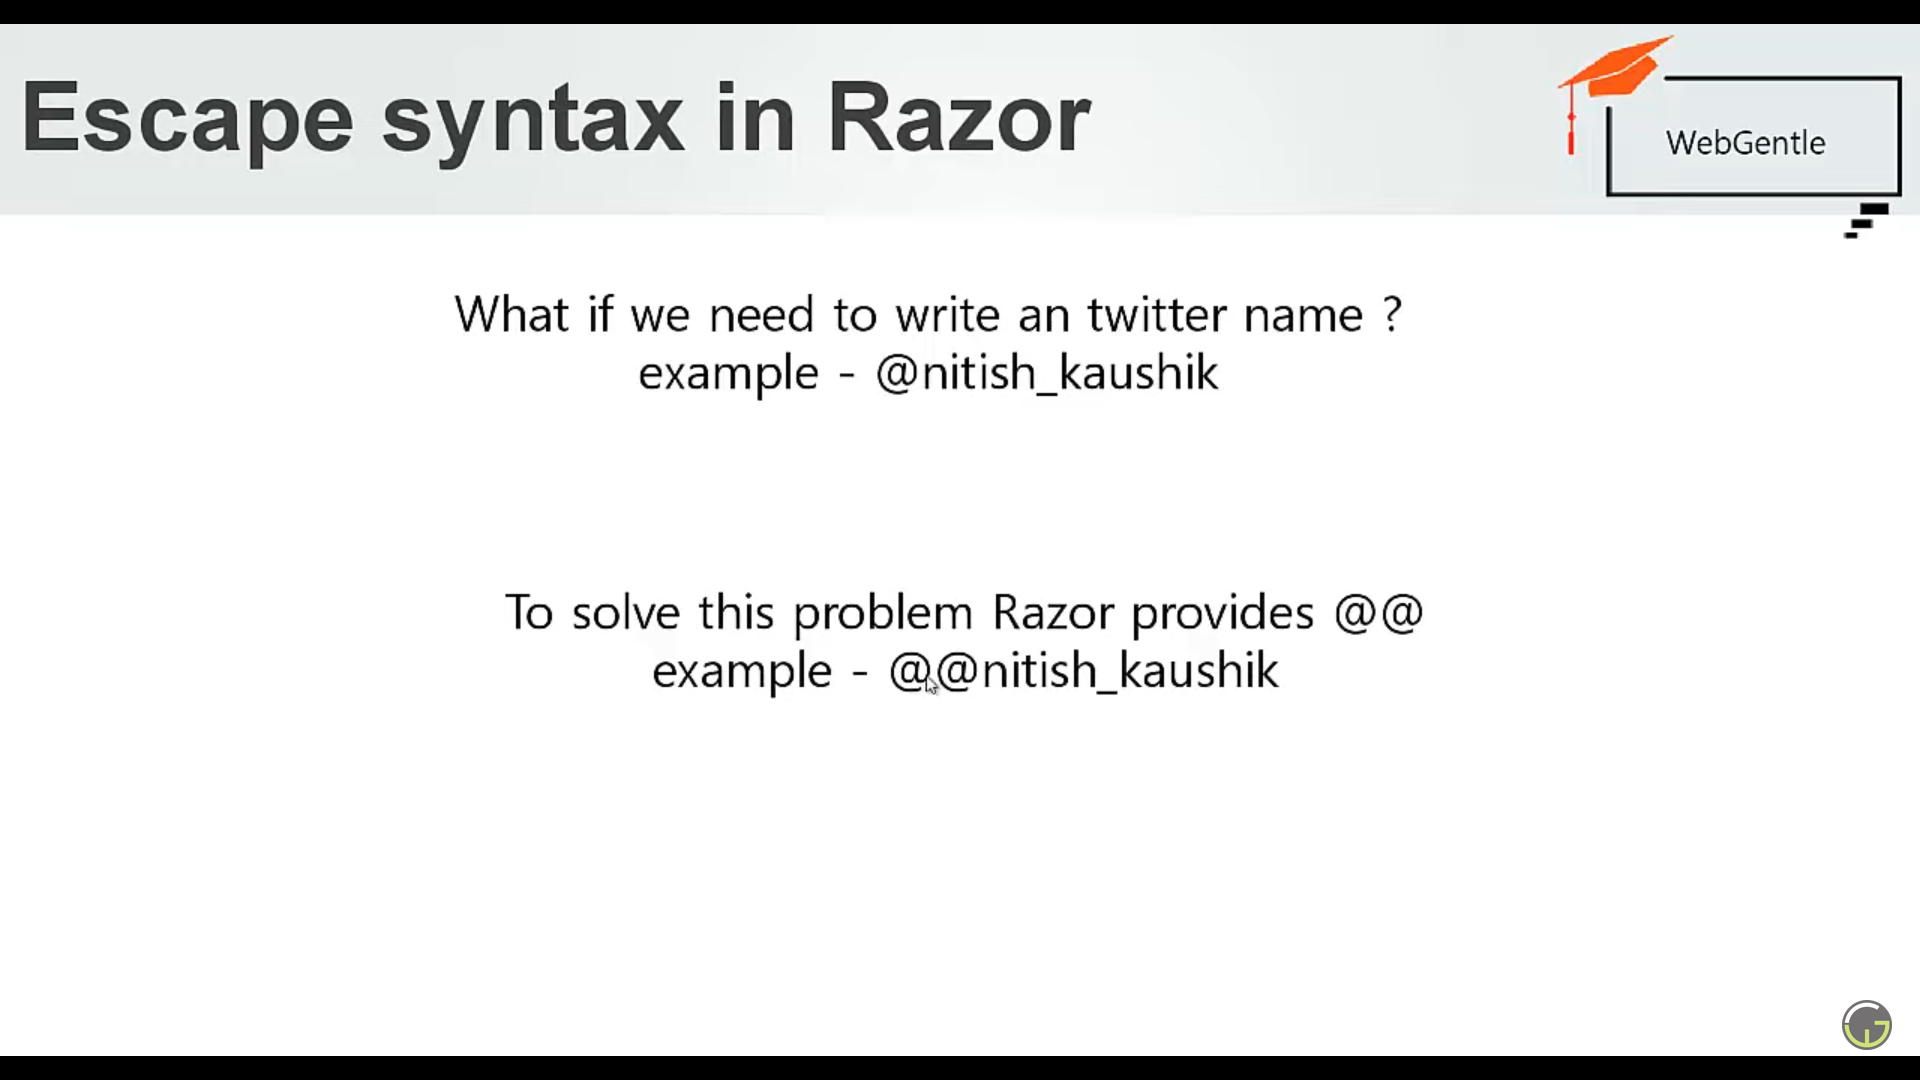 Escape syntax in Razor
WebGentle
What if we need to write an twitter name ?
example - @nitish_kaushik
To solve this problem Razor provides @@
example - @@nitish_kaushik